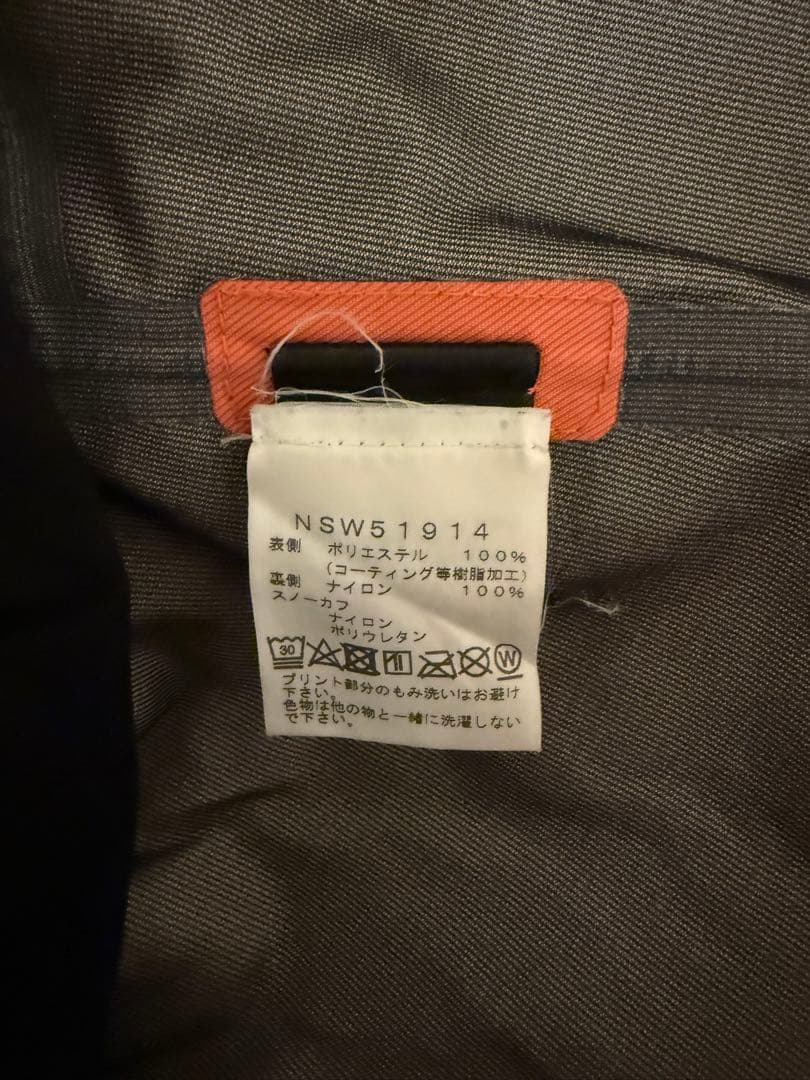 NSW51914
表側 ポリエステル 100%
(コーティング等樹脂加工)
裏側 ナイロン 100%
スノーカフ
ナイロン
ポリウレタン
30 W
プリント部分のもみ洗いはお避け
下さい。
色物は他の物と一緒に洗濯しない
で下さい。